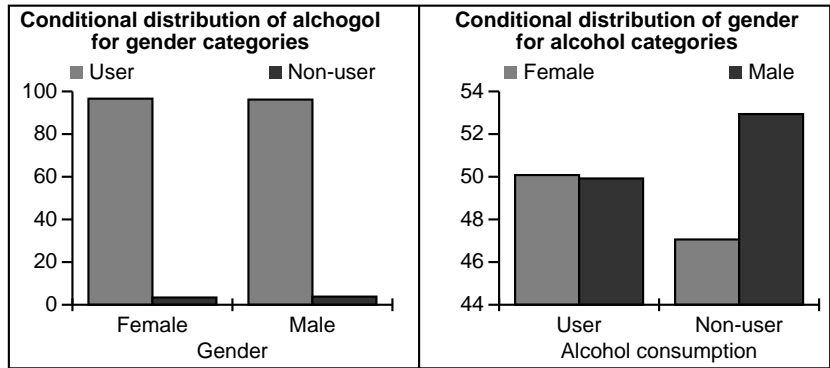 Conditional distribution of alchogol
for gender categories
User Non-user
100
80
60
40
20
0
Female Male
Gender
Conditional distribution of gender
for alcohol categories
Female Male
54
52
50
48
46
44
User Non-user
Alcohol consumption